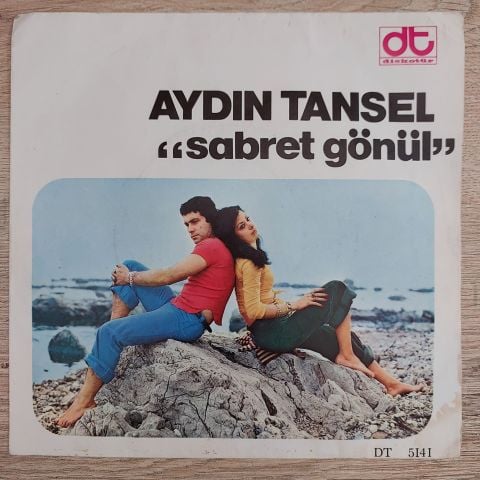 dt
diskotür
AYDIN TANSEL
“sabret gönül”
DT 5141